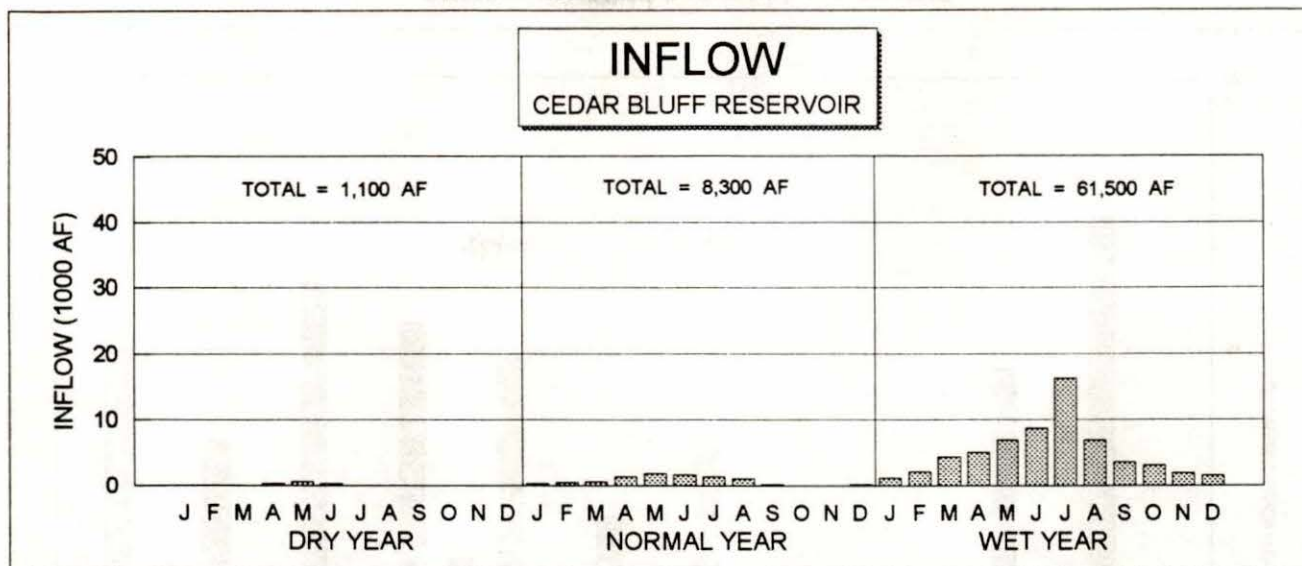 INFLOW
CEDAR BLUFF RESERVOIR
TOTAL = 1,100 AF
TOTAL = 8,300 AF
TOTAL = 61,500 AF
INFLOW (1000 AF)
50
40
30
20
10
0
J F M A M J J A S O N D J F M A M J J A S O N D J F M A M J J A S O N D
DRY YEAR NORMAL YEAR WET YEAR